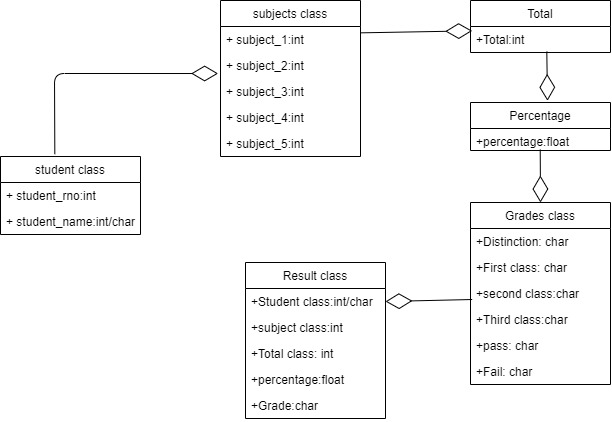 subjects class
+ subject_1:int
+ subject_2:int
+ subject_3:int
+ subject_4:int
+ subject_5:int
Total
+Total:int
Percentage
+percentage:float
student class
+ student_rno:int
+ student_name:int/char
Grades class
+Distinction: char
+First class: char
+second class:char
+Third class:char
+pass: char
+Fail: char
Result class
+Student class:int/char
+subject class:int
+Total class: int
+percentage:float
+Grade:char